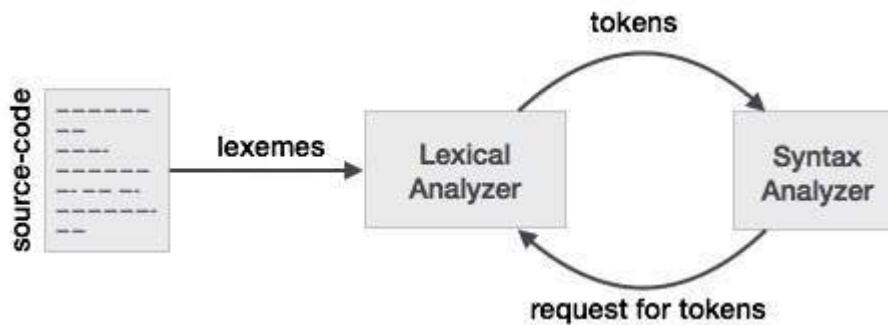 tokens
source-code
lexemes
Lexical
Analyzer
Syntax
Analyzer
request for tokens